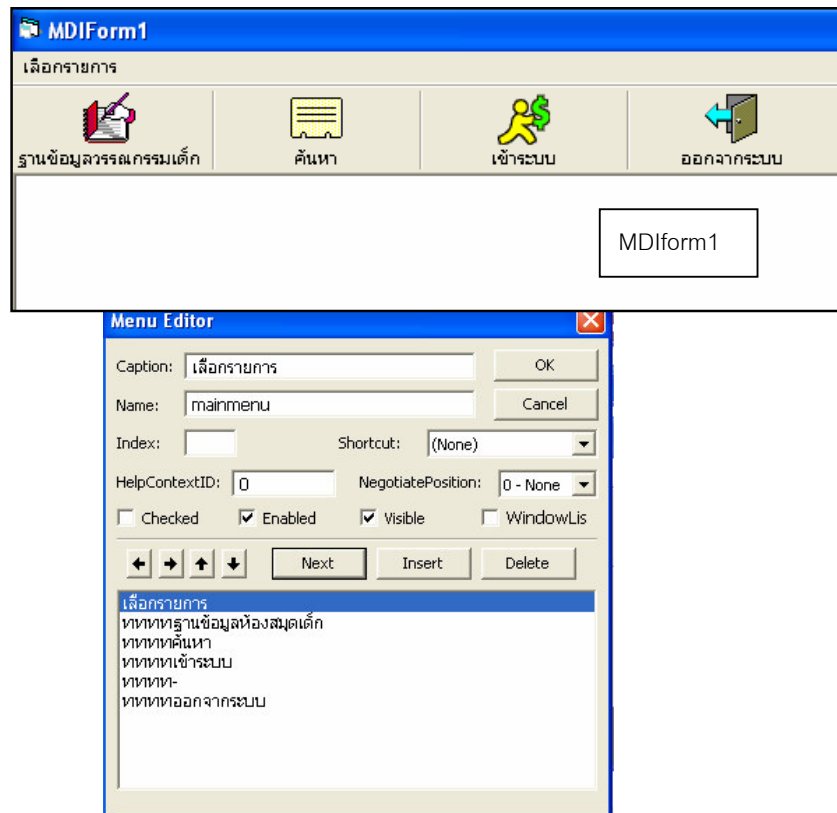 MDIForm1
เลือกรายการ
ฐานข้อมูลวรรณกรรมเด็ก ค้นหา เข้าระบบ ออกจากระบบ
MDIform1
Menu Editor
Caption: เลือกรายการ OK
Name: mainmenu Cancel
Index: Shortcut: (None)
HelpContextID: 0 NegotiatePosition: 0 - None
Checked Enabled Visible WindowLis
Next Insert Delete
เลือกรายการ
ททททฐานข้อมูลห้องสมุดเด็ก
ททททค้นหา
ททททเข้าระบบ
ทททท-
ททททออกจากระบบ